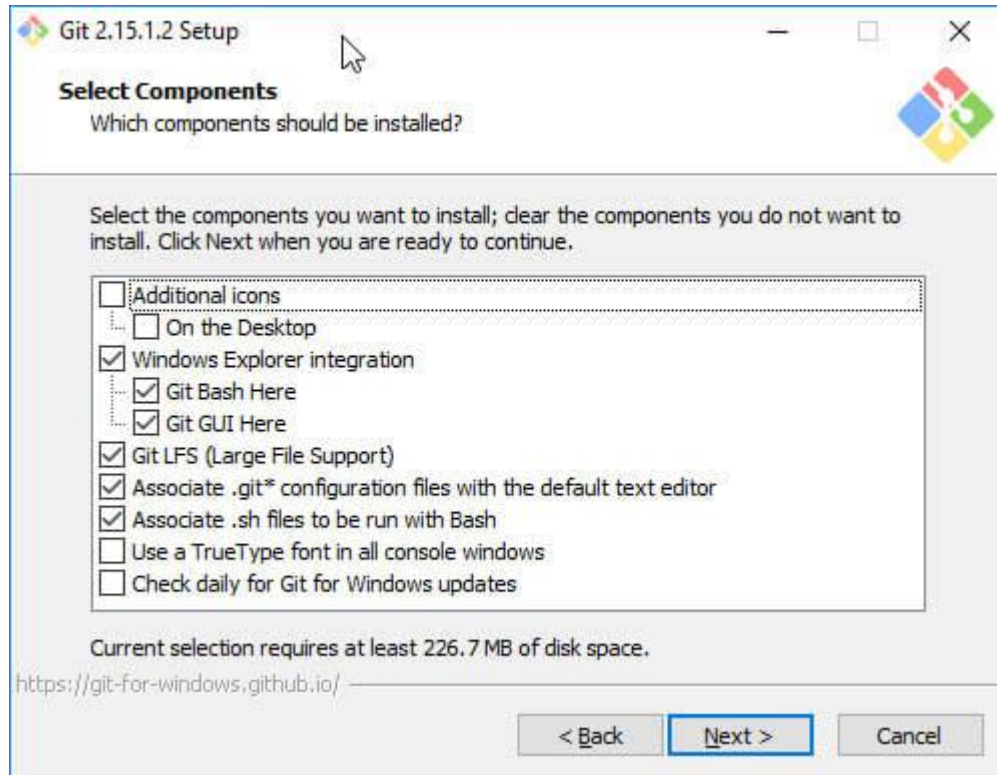 Git 2.15.1.2 Setup
Select Components
Which components should be installed?
Select the components you want to install; clear the components you do not want to
install. Click Next when you are ready to continue.
Additional icons
On the Desktop
Windows Explorer integration
Git Bash Here
Git GUI Here
Git LFS (Large File Support)
Associate .git* configuration files with the default text editor
Associate .sh files to be run with Bash
Use a TrueType font in all console windows
Check daily for Git for Windows updates
Current selection requires at least 226.7 MB of disk space.
https://git-for-windows.github.io/
< Back
Next >
Cancel